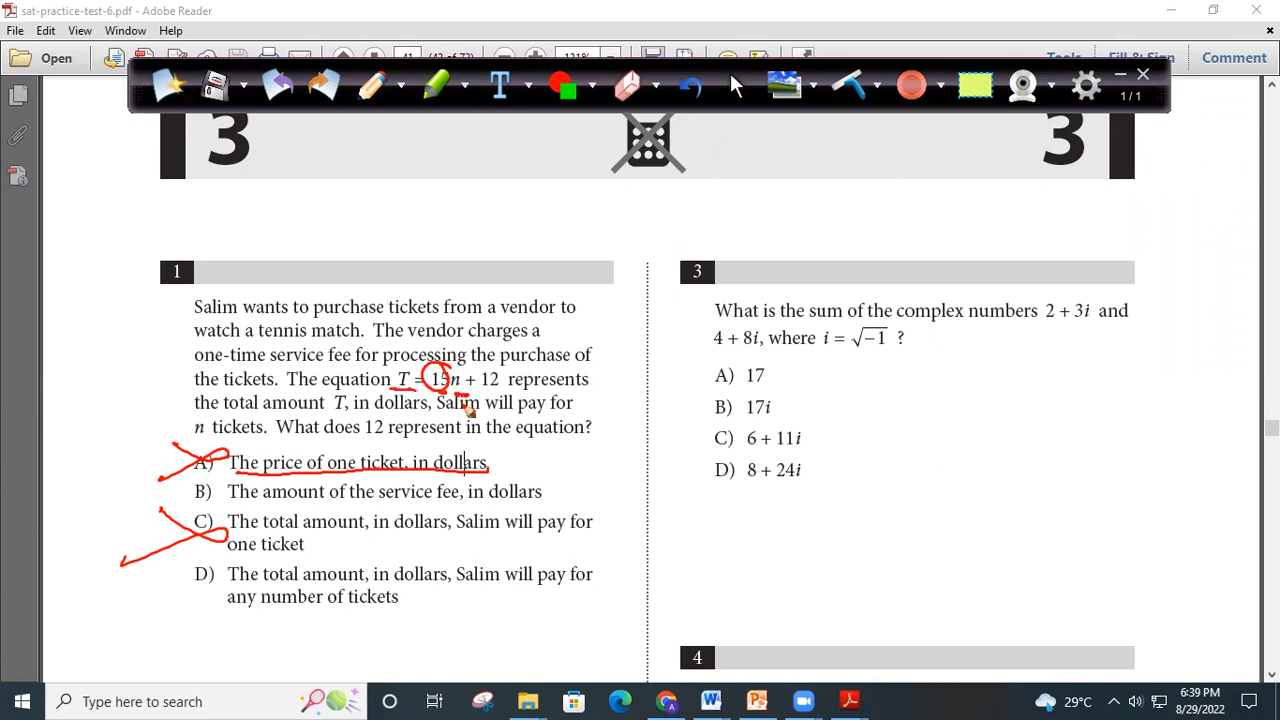 sat-practice-test-6.pdf - Adobe Reader
File Edit View Window Help
Open
Comment
1/1
3
3
1
Salim wants to purchase tickets from a vendor to
watch a tennis match. The vendor charges a
one-time service fee for processing the purchase of
the tickets. The equation T = 15n + 12 represents
the total amount T, in dollars, Salim will pay for
n tickets. What does 12 represent in the equation?
A) The price of one ticket, in dollars
B) The amount of the service fee, in dollars
C) The total amount, in dollars, Salim will pay for
one ticket
D) The total amount, in dollars, Salim will pay for
any number of tickets
3
What is the sum of the complex numbers 2 + 3i and
4 + 8i, where i = √−1 ?
A) 17
B) 17i
C) 6 + 11i
D) 8 + 24i
4
Type here to search
29°C
6:39 PM
8/29/2022